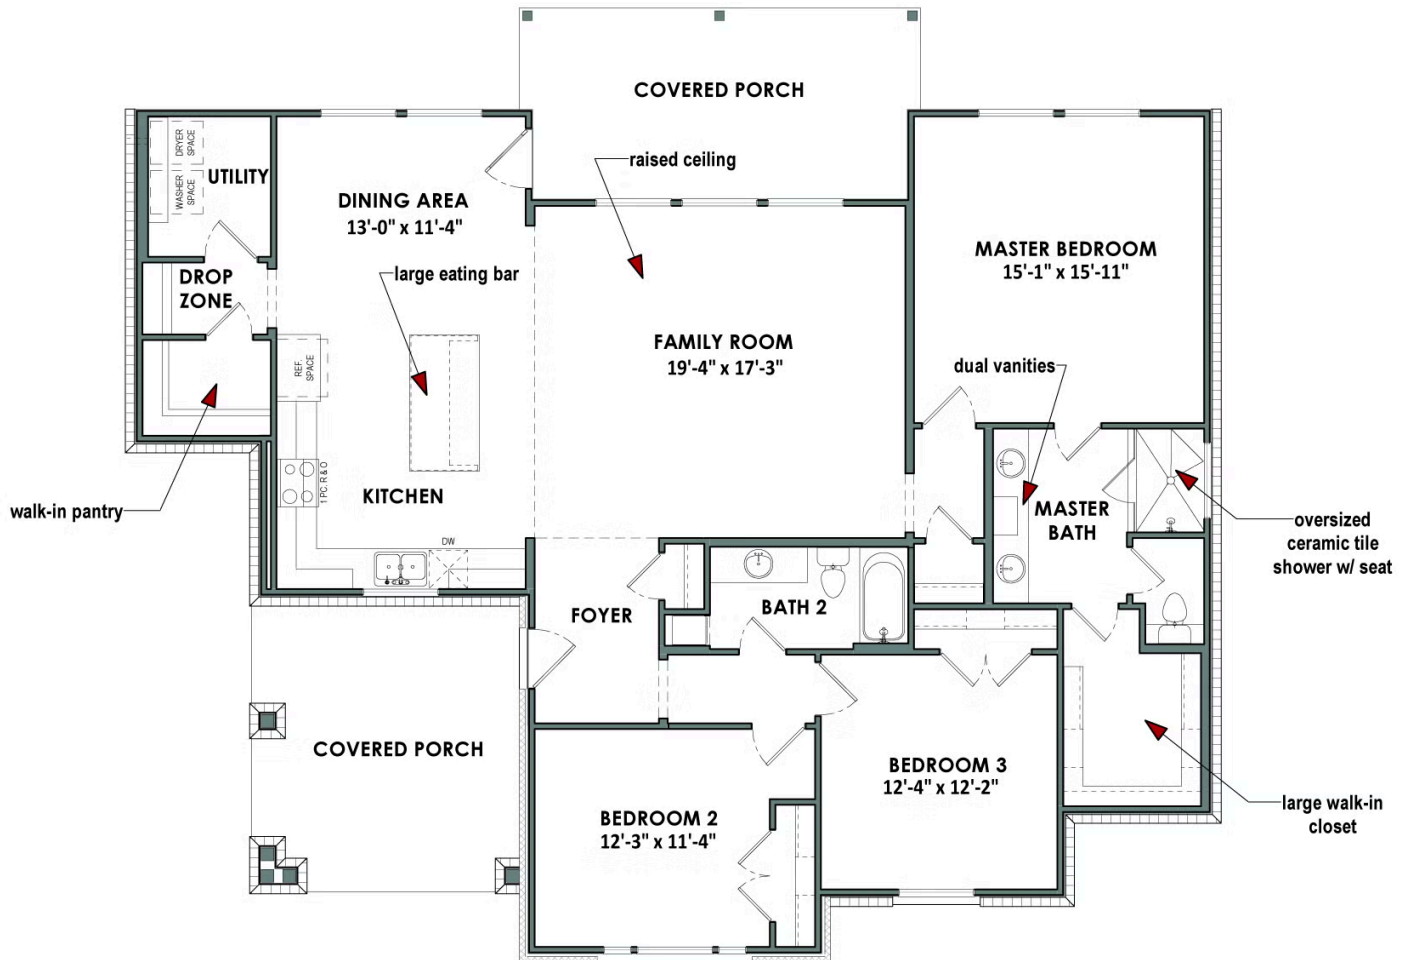 COVERED PORCH
raised ceiling
DRYER
SPACE
WASHER
SPACE
UTILITY
DINING AREA
13'-0" x 11'-4"
MASTER BEDROOM
15'-1" x 15'-11"
DROP
ZONE
large eating bar
FAMILY ROOM
19'-4" x 17'-3"
REF.
SPACE
dual vanities
1 PC. R & O
KITCHEN
walk-in pantry
MASTER
BATH
oversized
ceramic tile
shower w/ seat
DW
FOYER
BATH 2
COVERED PORCH
BEDROOM 3
12'-4" x 12'-2"
BEDROOM 2
12'-3" x 11'-4"
large walk-in
closet